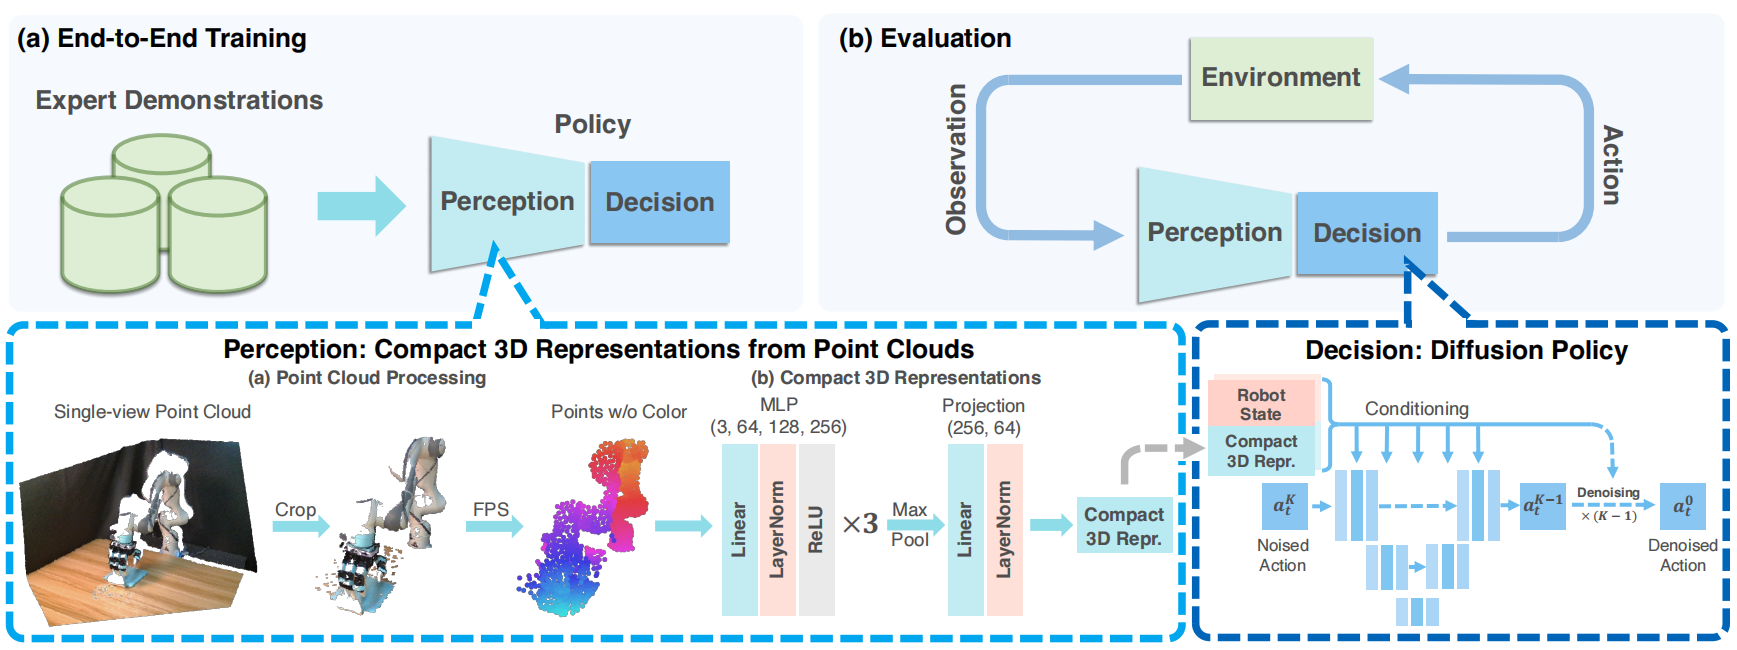 (a) End-to-End Training
Expert Demonstrations
Policy
Perception
Decision
(b) Evaluation
Environment
Observation
Action
Perception
Decision
Perception: Compact 3D Representations from Point Clouds
(a) Point Cloud Processing
Single-view Point Cloud
Crop
FPS
Points w/o Color
(b) Compact 3D Representations
MLP
(3, 64, 128, 256)
Linear
LayerNorm
ReLU
×3
Max
Pool
Projection
(256, 64)
Linear
LayerNorm
Compact
3D Repr.
Decision: Diffusion Policy
Robot
State
Compact
3D Repr.
Conditioning
a_t^K
Noised
Action
a_t^{K-1}
Denoising
× (K − 1)
a_t^0
Denoised
Action